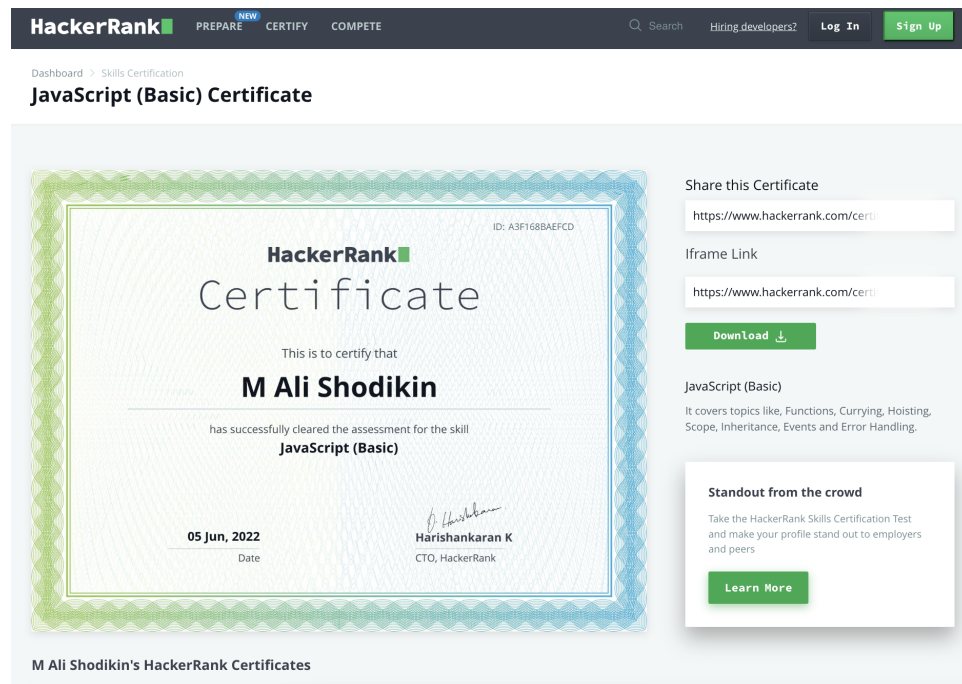 HackerRank
PREPARE
NEW
CERTIFY
COMPETE
Search
Hiring developers?
Log In
Sign Up
Dashboard > Skills Certification
JavaScript (Basic) Certificate
ID: A3F168BAEFCD
HackerRank
Certificate
This is to certify that
M Ali Shodikin
has successfully cleared the assessment for the skill
JavaScript (Basic)
05 Jun, 2022
Date
Harishankaran K
CTO, HackerRank
Share this Certificate
https://www.hackerrank.com/certi
Iframe Link
https://www.hackerrank.com/certi
Download
JavaScript (Basic)
It covers topics like, Functions, Currying, Hoisting,
Scope, Inheritance, Events and Error Handling.
Standout from the crowd
Take the HackerRank Skills Certification Test
and make your profile stand out to employers
and peers
Learn More
M Ali Shodikin's HackerRank Certificates